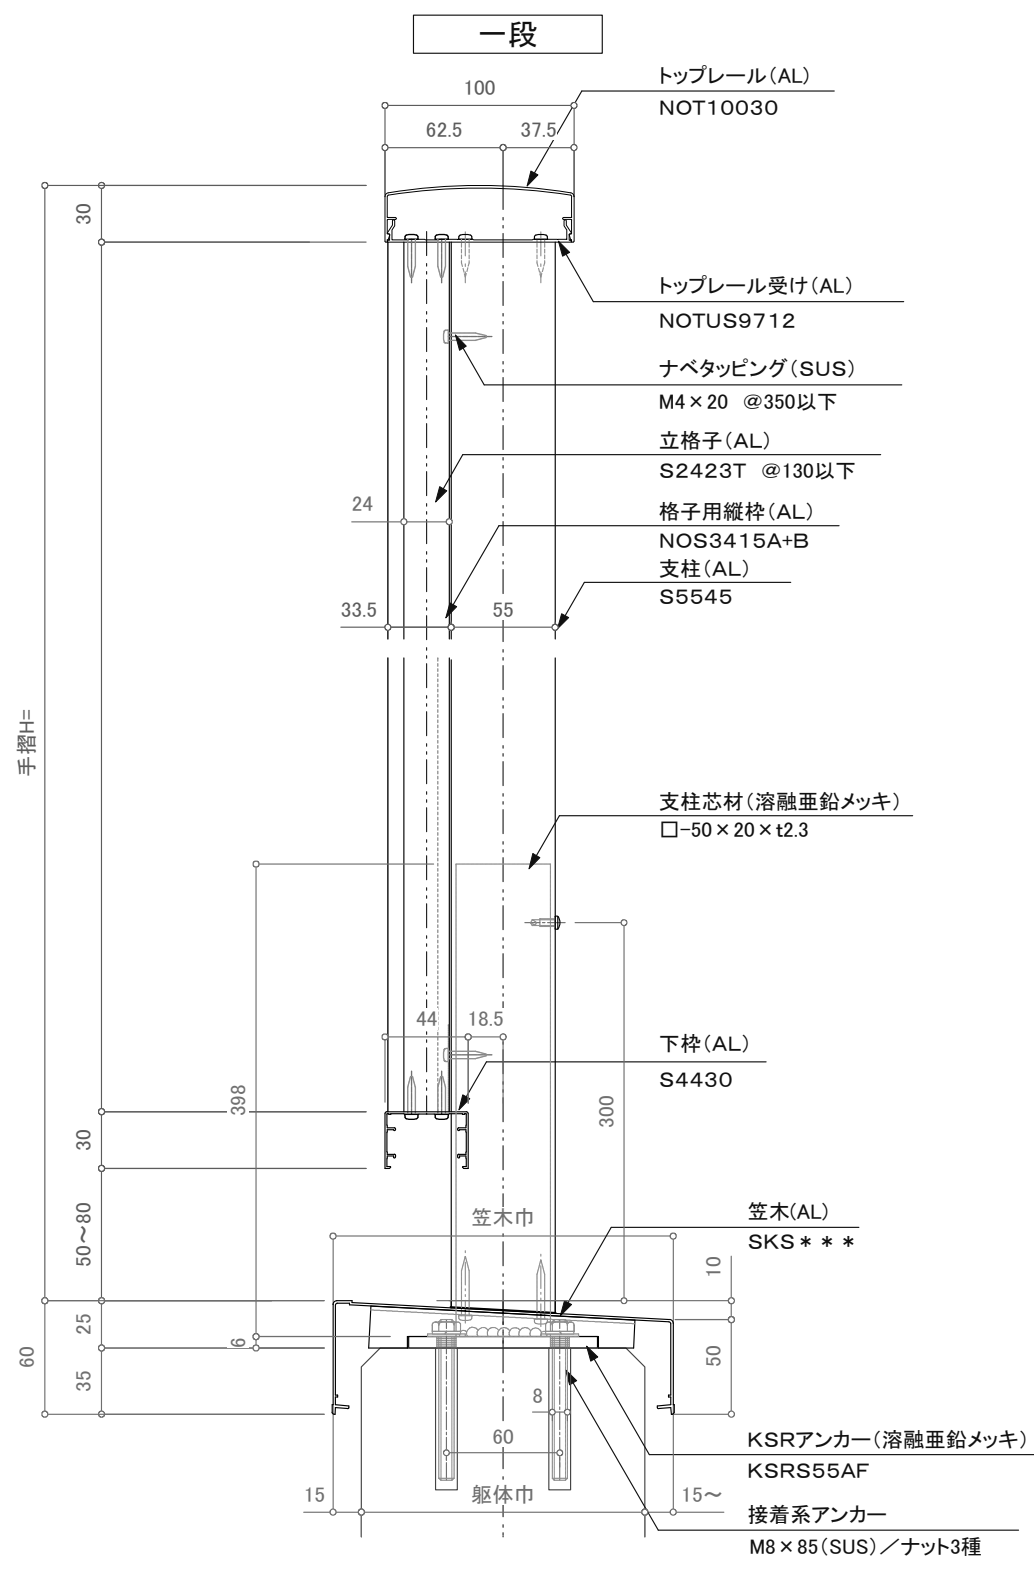 一段
100
62.5
37.5
トップレール(AL)
NOT10030
30
トップレール受け(AL)
NOTUS9712
ナベタッピング(SUS)
M4×20 @350以下
立格子(AL)
S2423T @130以下
24
格子用縦枠(AL)
NOS3415A+B
支柱(AL)
S5545
33.5
55
手摺H=
支柱芯材(溶融亜鉛メッキ)
□-50×20×t2.3
44
18.5
下枠(AL)
S4430
398
300
30
50~80
笠木巾
笠木(AL)
SKS***
10
25
6
60
35
50
8
60
KSRアンカー(溶融亜鉛メッキ)
KSRS55AF
15
躯体巾
15~
接着系アンカー
M8×85(SUS)/ナット3種